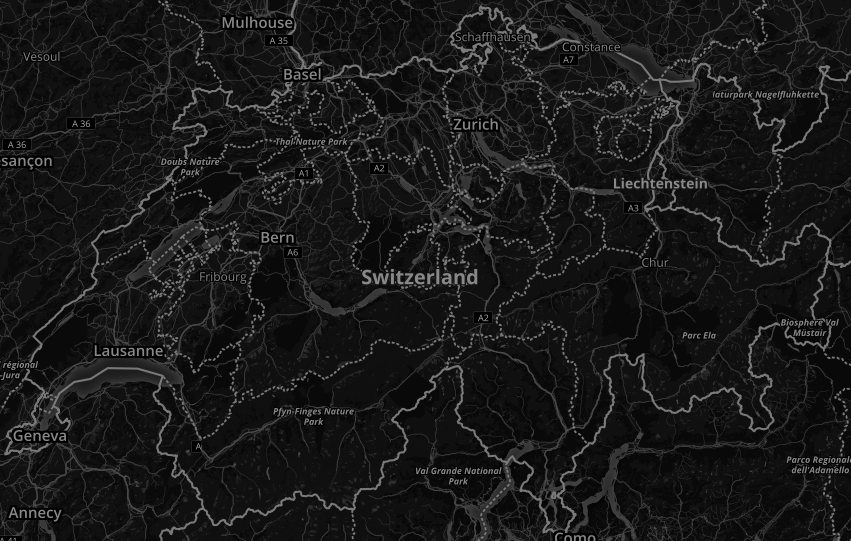 Mulhouse
A 35
Schaffhausen
Constance
A7
Vesoul
Basel
Naturpark Nagelfluhkette
A 36
Zurich
A 36
Thal Nature Park
sançon
Doubs Nature
Park
A1
A2
Liechtenstein
A3
Bern
A6
Fribourg
Switzerland
Chur
A2
Biosphere Val
Müstair
Parc Ela
Lausanne
régional
-Jura
Pfyn-Finges Nature
Park
Geneva
A
Val Grande National
Park
Parco Regionale
dell'Adamello
Annecy
Como
A 41